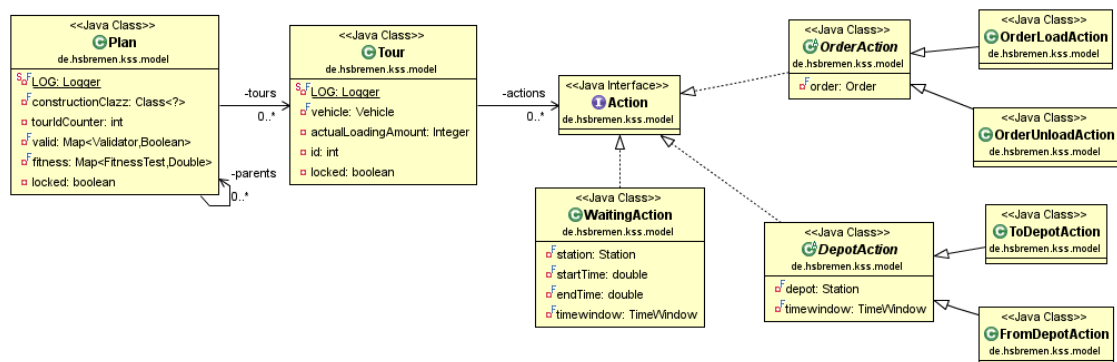 <<Java Class>>
Plan
de.hsbremen.kss.model
LOG: Logger
constructionClazz: Class<?>
tourIdCounter: int
valid: Map<Validator,Boolean>
fitness: Map<FitnessTest,Double>
locked: boolean
-tours
0..*
-parents
0..*
<<Java Class>>
Tour
de.hsbremen.kss.model
LOG: Logger
vehicle: Vehicle
actualLoadingAmount: Integer
id: int
locked: boolean
-actions
0..*
<<Java Interface>>
Action
de.hsbremen.kss.model
<<Java Class>>
OrderAction
de.hsbremen.kss.model
order: Order
<<Java Class>>
OrderLoadAction
de.hsbremen.kss.model
<<Java Class>>
OrderUnloadAction
de.hsbremen.kss.model
<<Java Class>>
WaitingAction
de.hsbremen.kss.model
station: Station
startTime: double
endTime: double
timewindow: TimeWindow
<<Java Class>>
DepotAction
de.hsbremen.kss.model
depot: Station
timewindow: TimeWindow
<<Java Class>>
ToDepotAction
de.hsbremen.kss.model
<<Java Class>>
FromDepotAction
de.hsbremen.kss.model